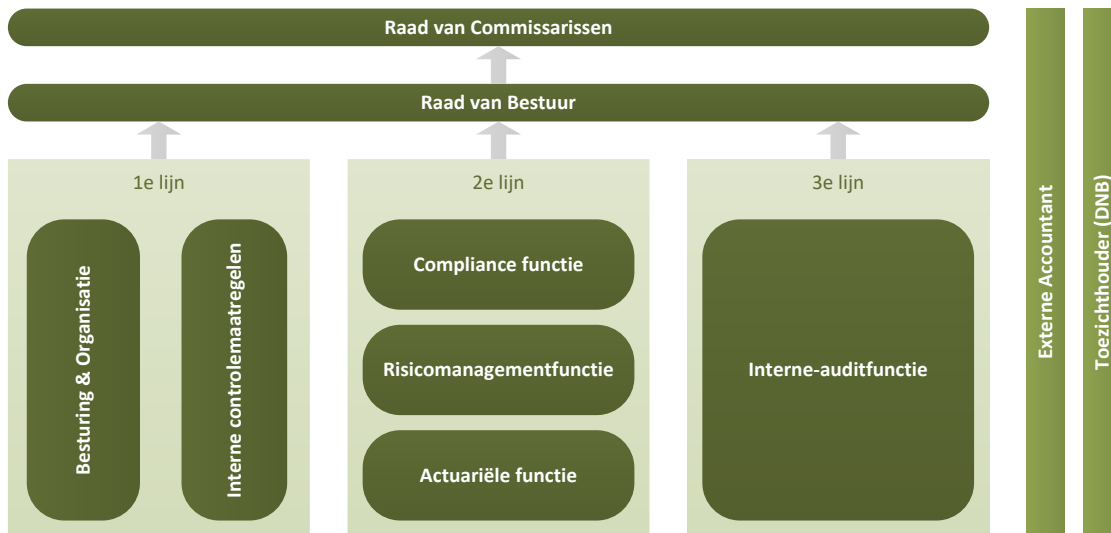 Raad van Commissarissen
Raad van Bestuur
1e lijn
2e lijn
3e lijn
Besturing & Organisatie
Interne controlemaatregelen
Compliance functie
Risicomanagementfunctie
Actuariële functie
Interne-auditfunctie
Externe Accountant
Toezichthouder (DNB)